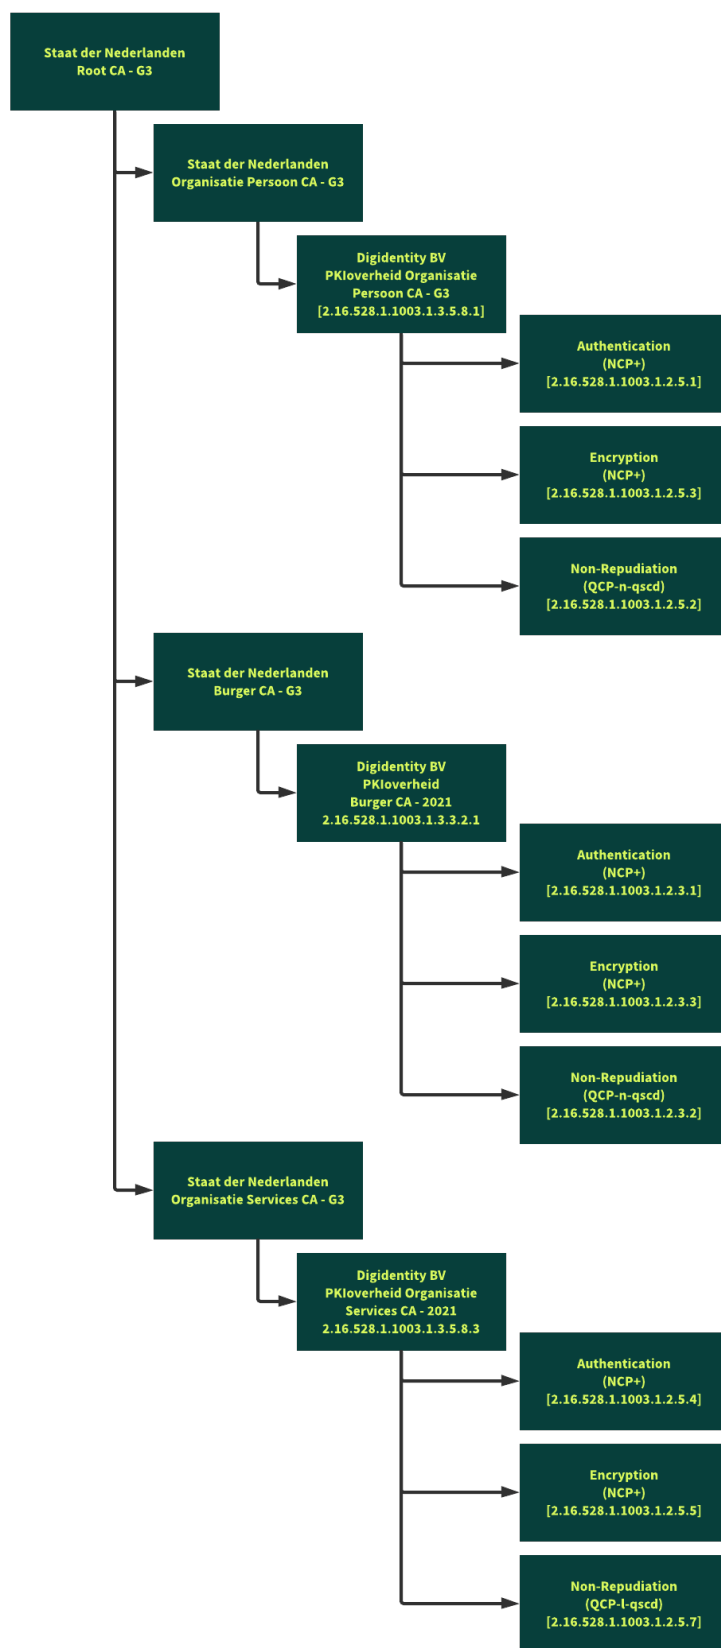 Staat der Nederlanden
Root CA - G3
Staat der Nederlanden
Organisatie Persoon CA - G3
Digidentity BV
PKIoverheid Organisatie
Persoon CA - G3
[2.16.528.1.1003.1.3.5.8.1]
Authentication
(NCP+)
[2.16.528.1.1003.1.2.5.1]
Encryption
(NCP+)
[2.16.528.1.1003.1.2.5.3]
Non-Repudiation
(QCP-n-qscd)
[2.16.528.1.1003.1.2.5.2]
Staat der Nederlanden
Burger CA - G3
Digidentity BV
PKIoverheid
Burger CA - 2021
2.16.528.1.1003.1.3.3.2.1
Authentication
(NCP+)
[2.16.528.1.1003.1.2.3.1]
Encryption
(NCP+)
[2.16.528.1.1003.1.2.3.3]
Non-Repudiation
(QCP-n-qscd)
[2.16.528.1.1003.1.2.3.2]
Staat der Nederlanden
Organisatie Services CA - G3
Digidentity BV
PKIoverheid Organisatie
Services CA - 2021
2.16.528.1.1003.1.3.5.8.3
Authentication
(NCP+)
[2.16.528.1.1003.1.2.5.4]
Encryption
(NCP+)
[2.16.528.1.1003.1.2.5.5]
Non-Repudiation
(QCP-l-qscd)
[2.16.528.1.1003.1.2.5.7]